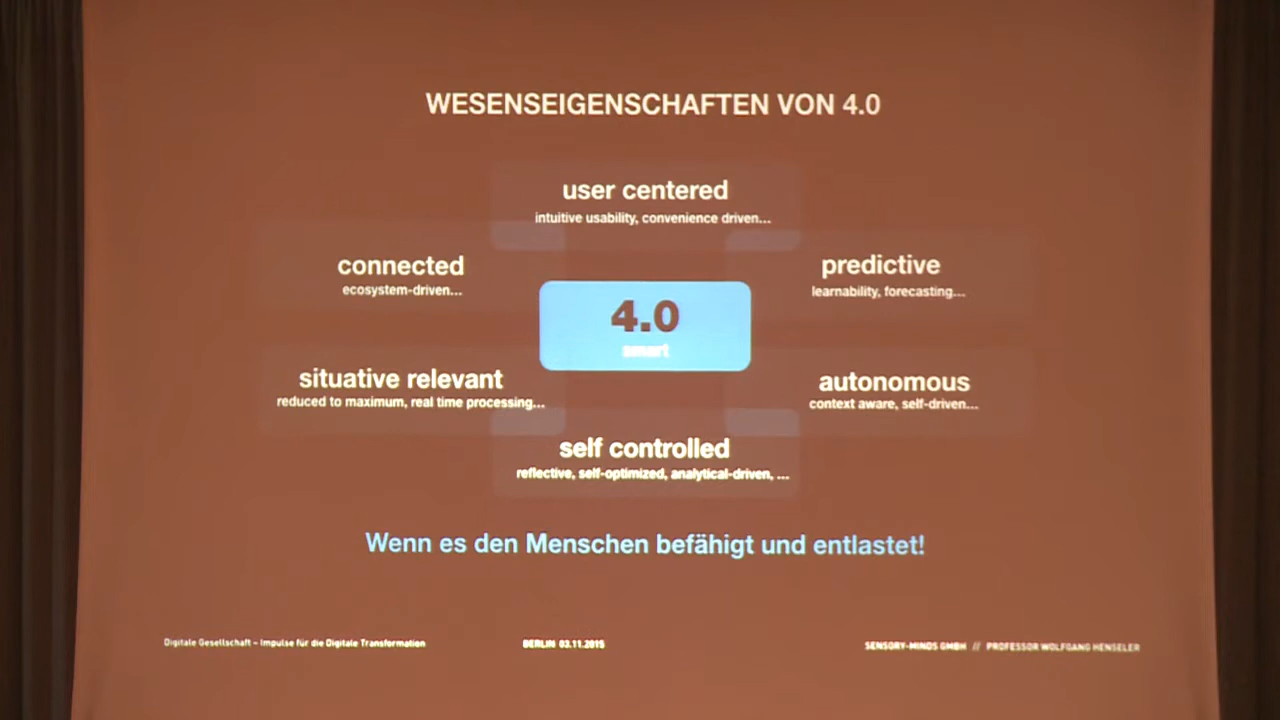 WESENSEIGENSCHAFTEN VON 4.0
user centered
intuitive usability, convenience driven...
connected
ecosystem-driven...
predictive
learnability, forecasting...
4.0
smart
situative relevant
reduced to maximum, real time processing...
autonomous
context aware, self-driven...
self controlled
reflective, self-optimized, analytical-driven, ...
Wenn es den Menschen befähigt und entlastet!
Digitale Gesellschaft – Impulse für die Digitale Transformation
BERLIN 03.11.2015
SENSORY-MINDS GMBH // PROFESSOR WOLFGANG HENSELER